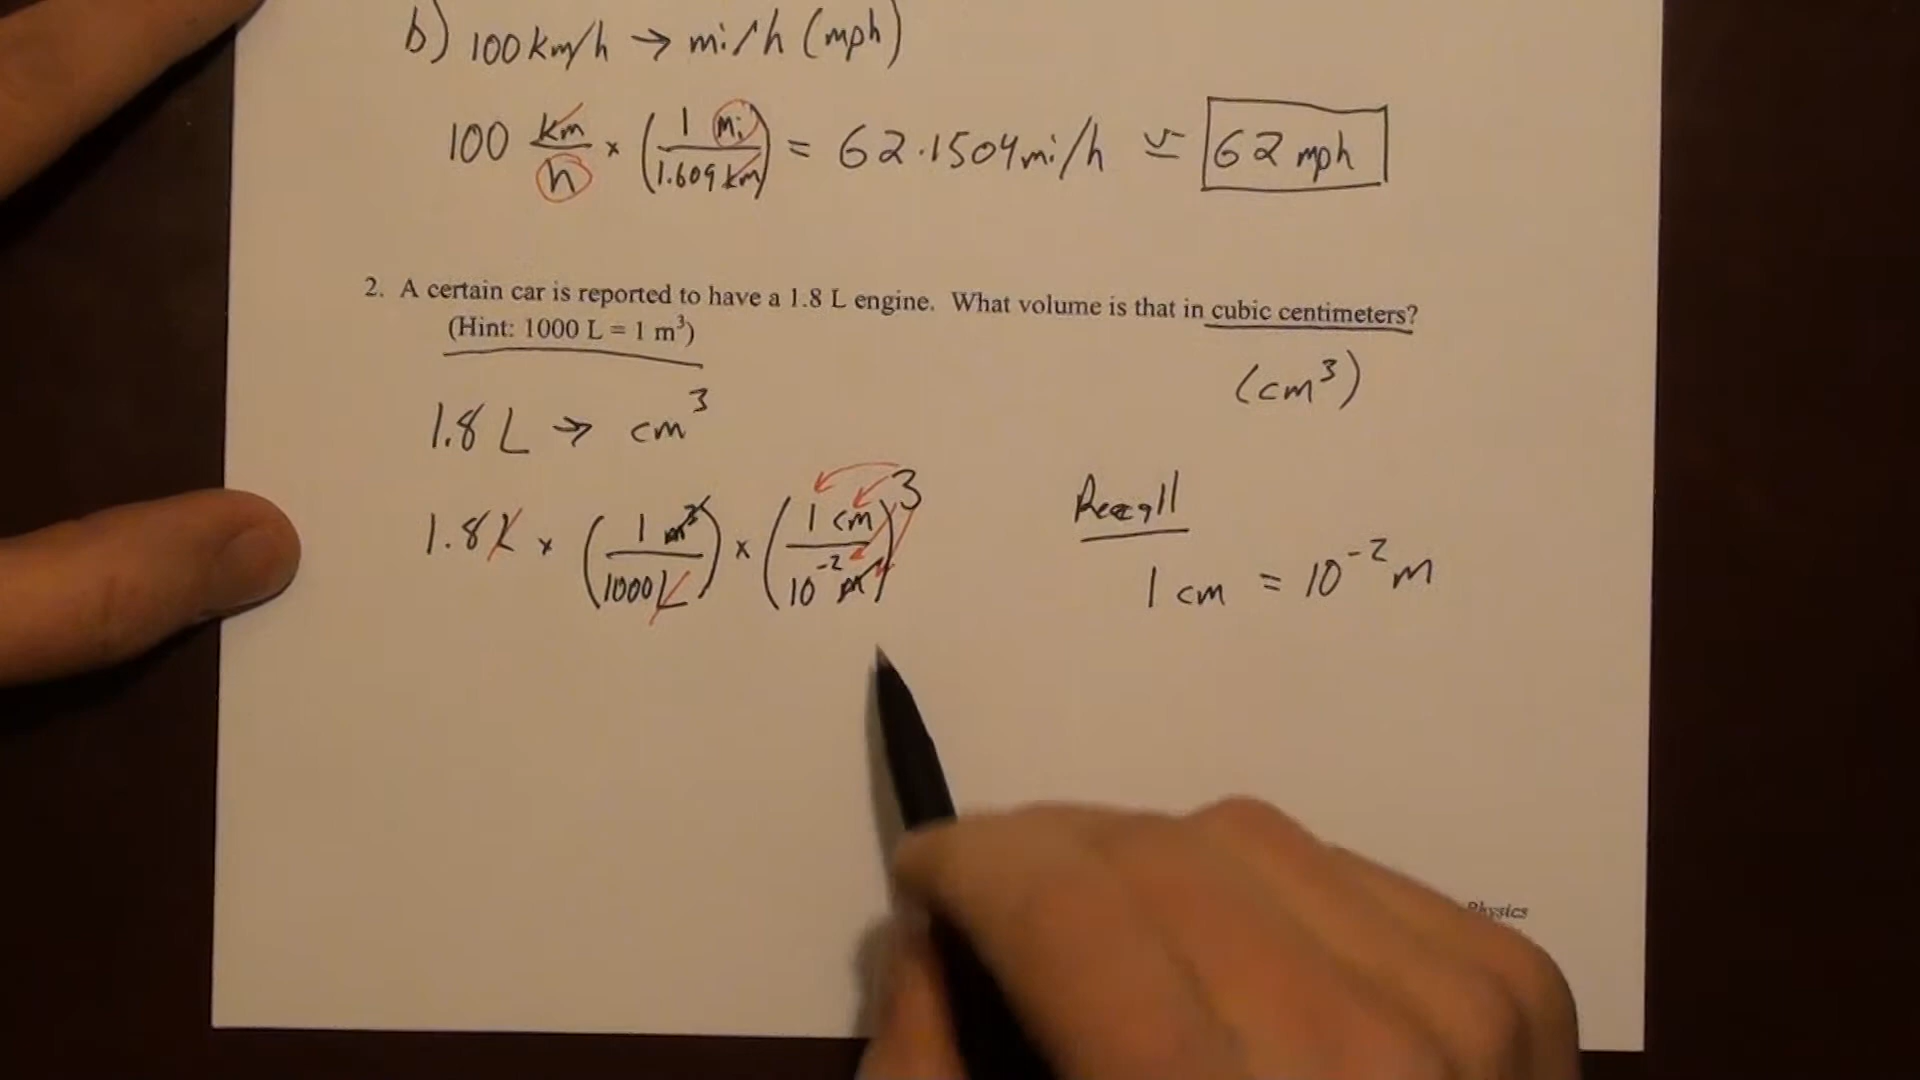 b) 100 km/h → mi/h (mph)
100 km/h × (1 mi / 1.609 km) = 62.1504 mi/h ≃ 62 mph
2. A certain car is reported to have a 1.8 L engine. What volume is that in cubic centimeters?
(Hint: 1000 L = 1 m³)
(cm³)
1.8 L → cm³
1.8 L × (1 m³ / 1000 L) × (1 cm / 10⁻² m)³
Recall
1 cm = 10⁻² m
Physics